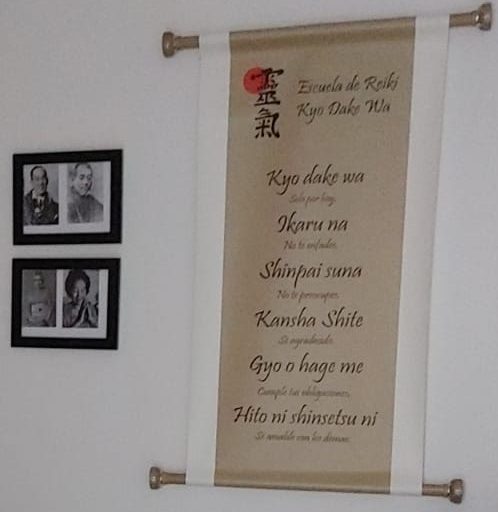 靈氣
Escuela de Reiki
Kyo Dake Wa
Kyo dake wa
Solo por hoy,
Ikaru na
No te enfades,
Shinpai suna
No te preocupes,
Kansha Shite
Sé agradecido,
Gyo o hage me
Cumple tus obligaciones,
Hito ni shinsetsu ni
Sé amable con los demás.